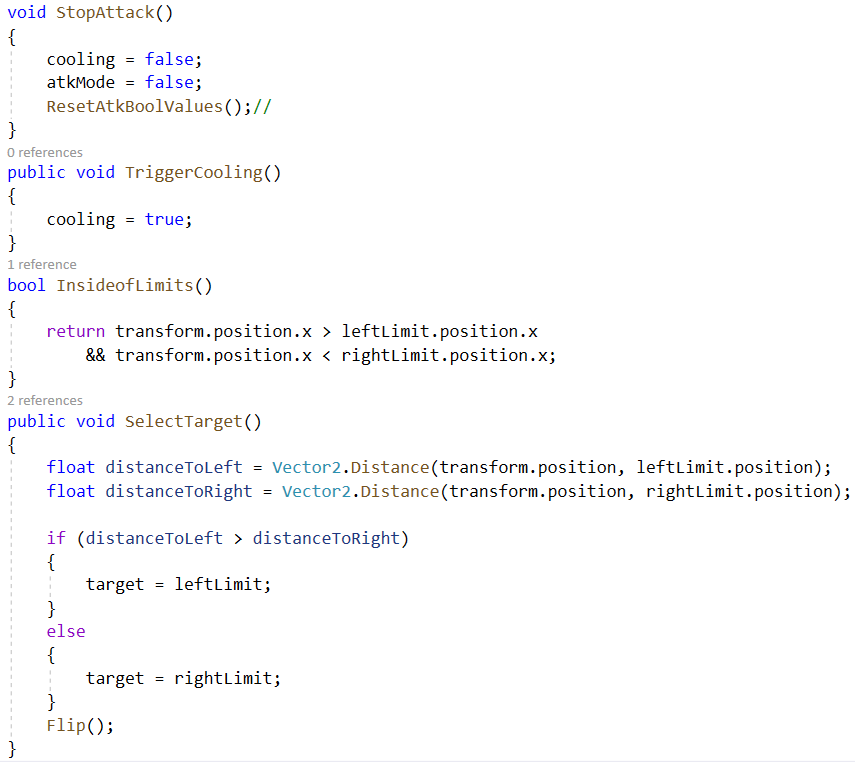 void StopAttack()
{
    cooling = false;
    atkMode = false;
    ResetAtkBoolValues();//
}
0 references
public void TriggerCooling()
{
    cooling = true;
}
1 reference
bool InsideofLimits()
{
    return transform.position.x > leftLimit.position.x
        && transform.position.x < rightLimit.position.x;
}
2 references
public void SelectTarget()
{
    float distanceToLeft = Vector2.Distance(transform.position, leftLimit.position);
    float distanceToRight = Vector2.Distance(transform.position, rightLimit.position);

    if (distanceToLeft > distanceToRight)
    {
        target = leftLimit;
    }
    else
    {
        target = rightLimit;
    }
    Flip();
}